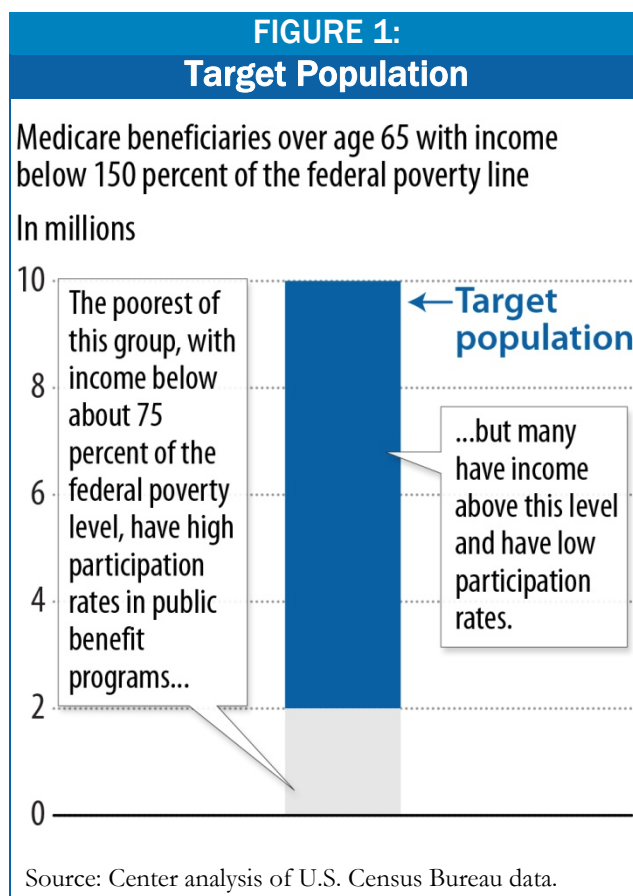 FIGURE 1:
Target Population
Medicare beneficiaries over age 65 with income
below 150 percent of the federal poverty line
In millions
10
The poorest of
this group, with
income below
about 75
percent of the
federal poverty
level, have high
participation
rates in public
benefit
programs...
Target
population
8
...but many
have income
above this level
and have low
participation
rates.
6
4
2
0
Source: Center analysis of U.S. Census Bureau data.